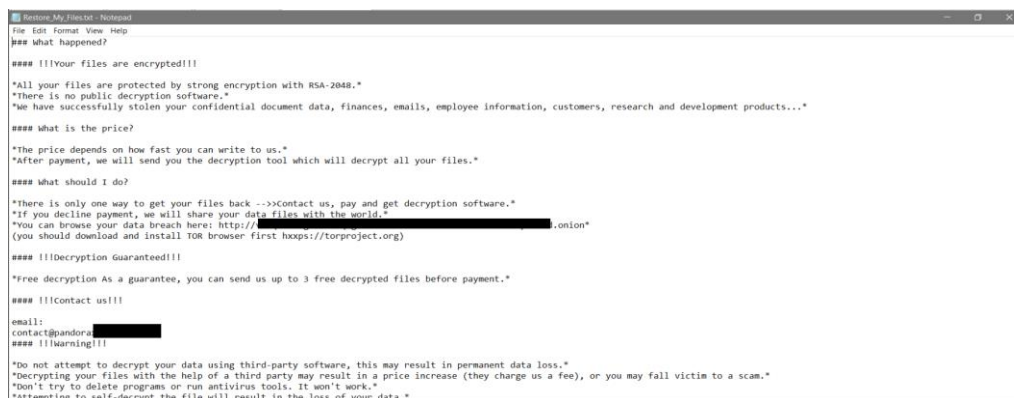 Restore_My_Files.txt - Notepad
File Edit Format View Help
### What happened?
#### !!!Your files are encrypted!!!
*All your files are protected by strong encryption with RSA-2048.*
*There is no public decryption software.*
*We have successfully stolen your confidential document data, finances, emails, employee information, customers, research and development products...*
#### What is the price?
*The price depends on how fast you can write to us.*
*After payment, we will send you the decryption tool which will decrypt all your files.*
#### What should I do?
*There is only one way to get your files back -->>Contact us, pay and get decryption software.*
*If you decline payment, we will share your data files with the world.*
*You can browse your data breach here: http:// .onion*
(you should download and install TOR browser first hxxps://torproject.org)
#### !!!Decryption Guaranteed!!!
*Free decryption As a guarantee, you can send us up to 3 free decrypted files before payment.*
#### !!!Contact us!!!
email:
contact@pandora
#### !!!Warning!!!
*Do not attempt to decrypt your data using third-party software, this may result in permanent data loss.*
*Decrypting your files with the help of a third party may result in a price increase (they charge us a fee), or you may fall victim to a scam.*
*Don't try to delete programs or run antivirus tools. It won't work.*
*Attempting to self-decrypt the file will result in the loss of your data.*